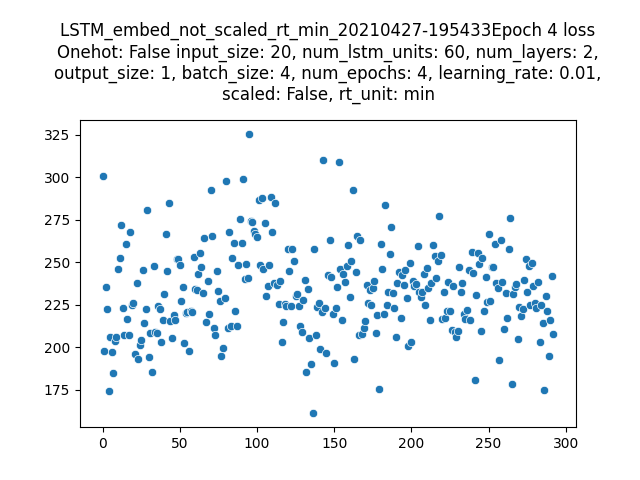 LSTM_embed_not_scaled_rt_min_20210427-195433Epoch 4 loss
Onehot: False input_size: 20, num_lstm_units: 60, num_layers: 2,
output_size: 1, batch_size: 4, num_epochs: 4, learning_rate: 0.01,
scaled: False, rt_unit: min
325
300
275
250
225
200
175
0 50 100 150 200 250 300